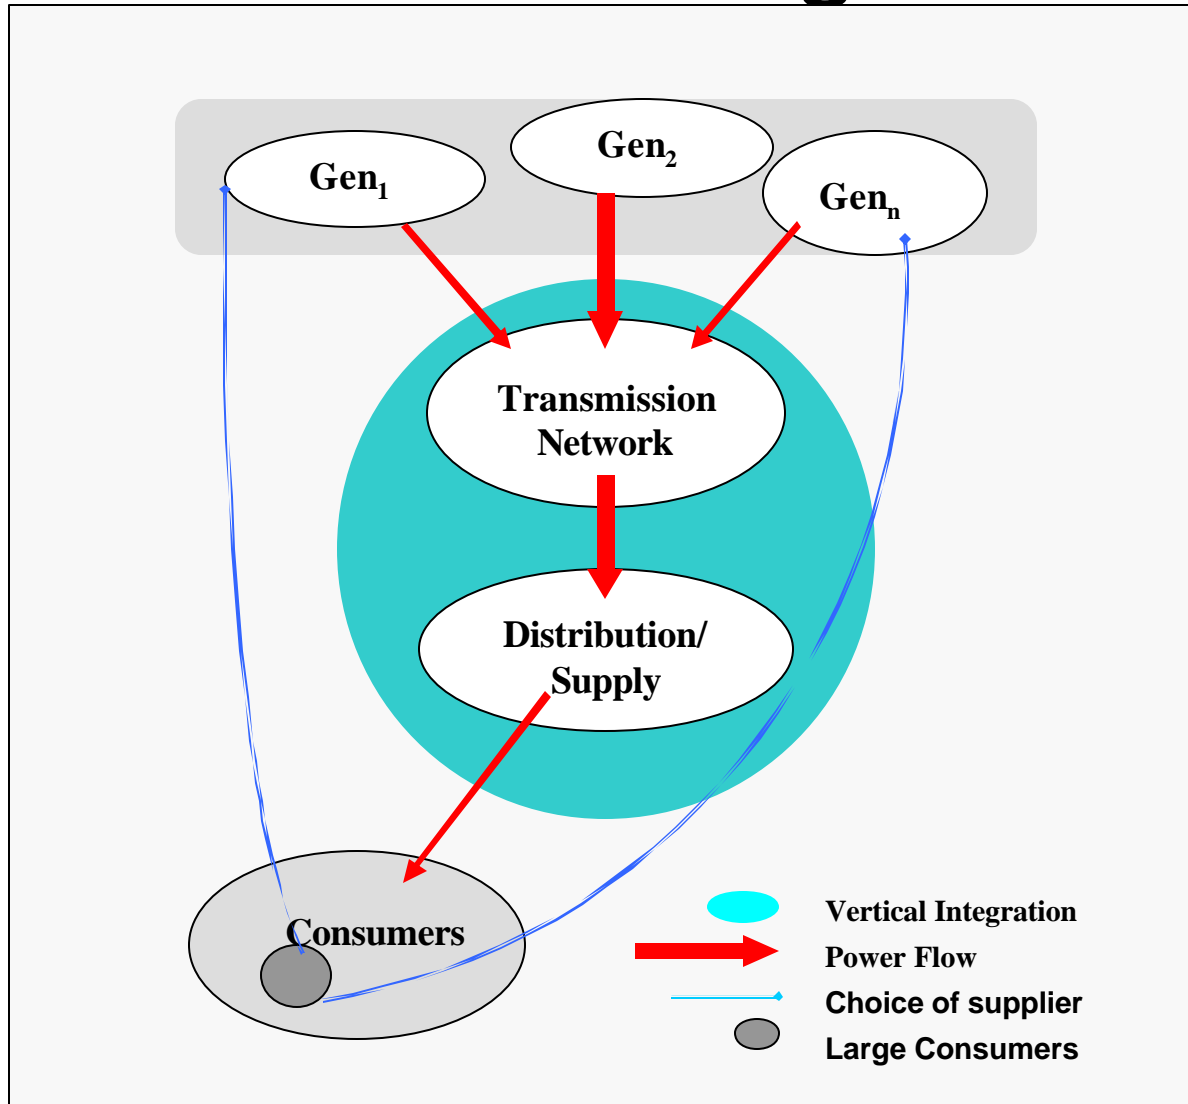 Gen1
Gen2
Genn
Transmission
Network
Distribution/
Supply
Consumers
Vertical Integration
Power Flow
Choice of supplier
Large Consumers